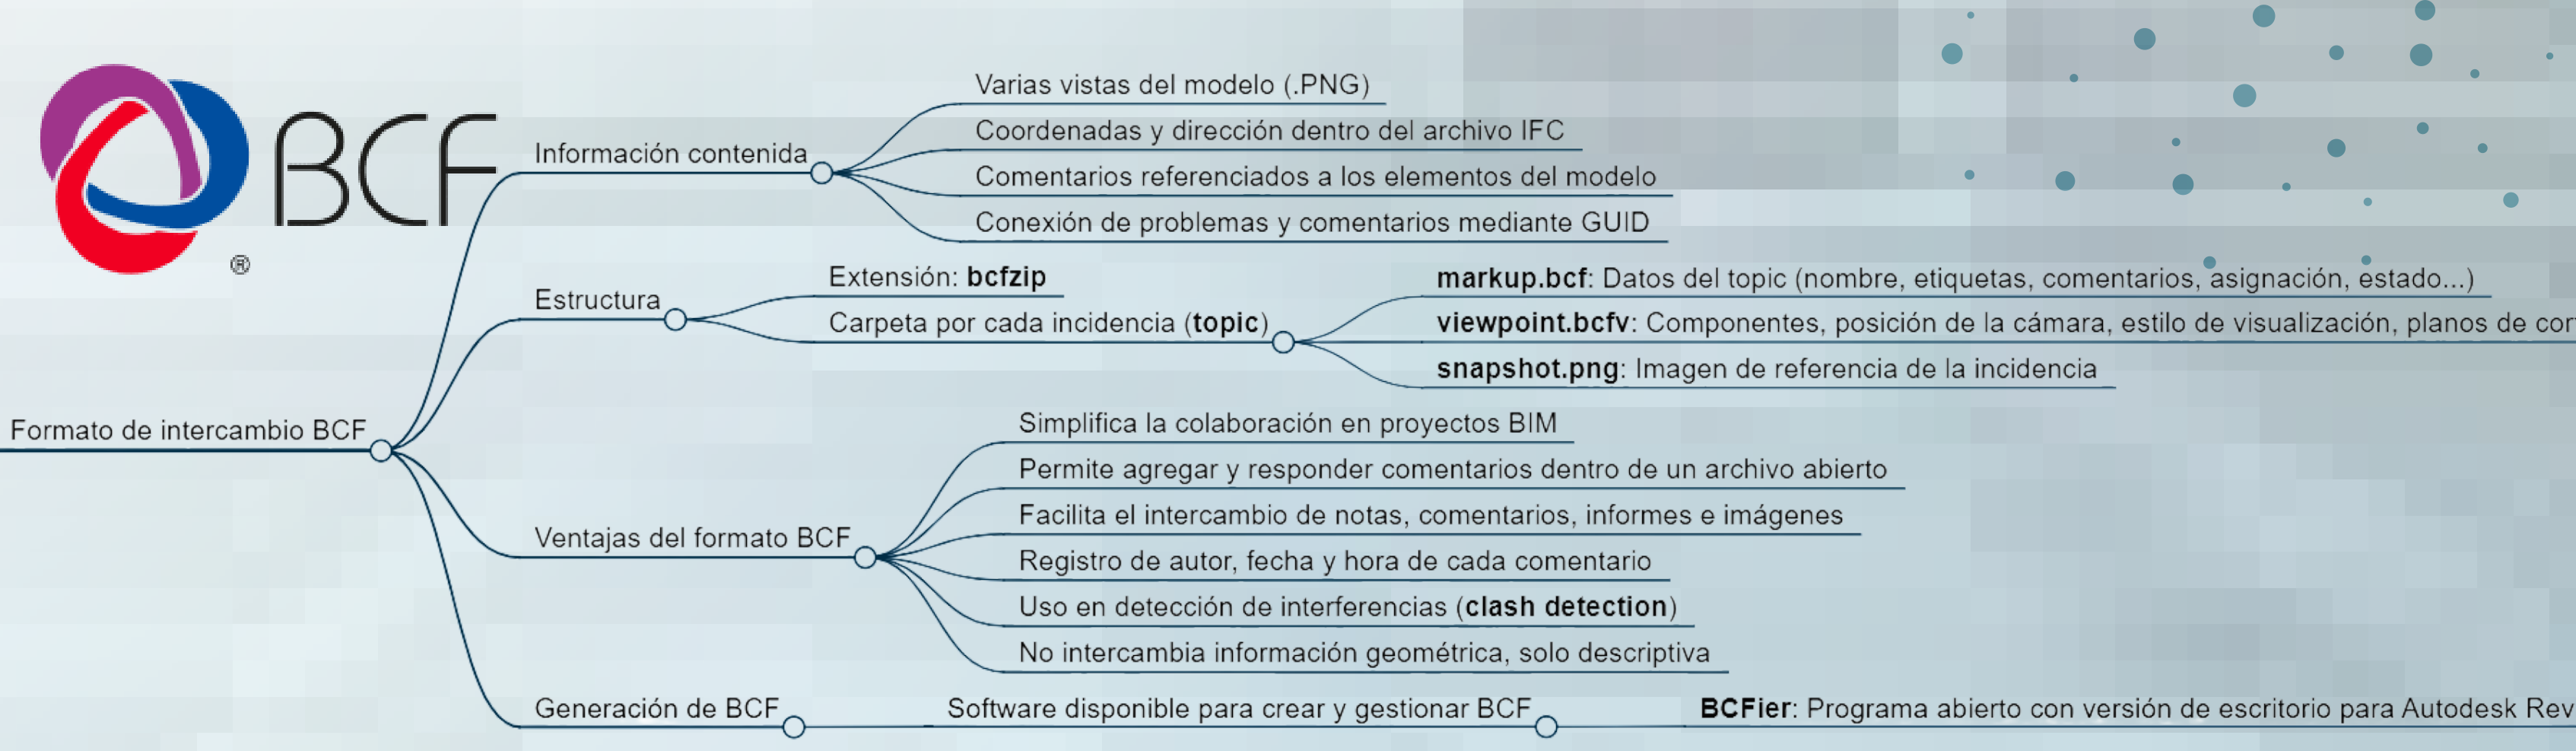 BCF
®
Formato de intercambio BCF
Información contenida
Varias vistas del modelo (.PNG)
Coordenadas y dirección dentro del archivo IFC
Comentarios referenciados a los elementos del modelo
Conexión de problemas y comentarios mediante GUID
Estructura
Extensión: bcfzip
Carpeta por cada incidencia (topic)
markup.bcf: Datos del topic (nombre, etiquetas, comentarios, asignación, estado...)
viewpoint.bcfv: Componentes, posición de la cámara, estilo de visualización, planos de
snapshot.png: Imagen de referencia de la incidencia
Ventajas del formato BCF
Simplifica la colaboración en proyectos BIM
Permite agregar y responder comentarios dentro de un archivo abierto
Facilita el intercambio de notas, comentarios, informes e imágenes
Registro de autor, fecha y hora de cada comentario
Uso en detección de interferencias (clash detection)
No intercambia información geométrica, solo descriptiva
Generación de BCF
Software disponible para crear y gestionar BCF
BCFier: Programa abierto con versión de escritorio para Autodesk Rev